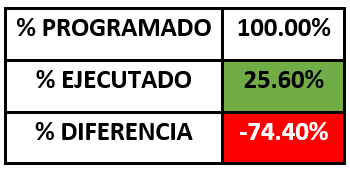 % PROGRAMADO 100.00%
% EJECUTADO 25.60%
% DIFERENCIA -74.40%